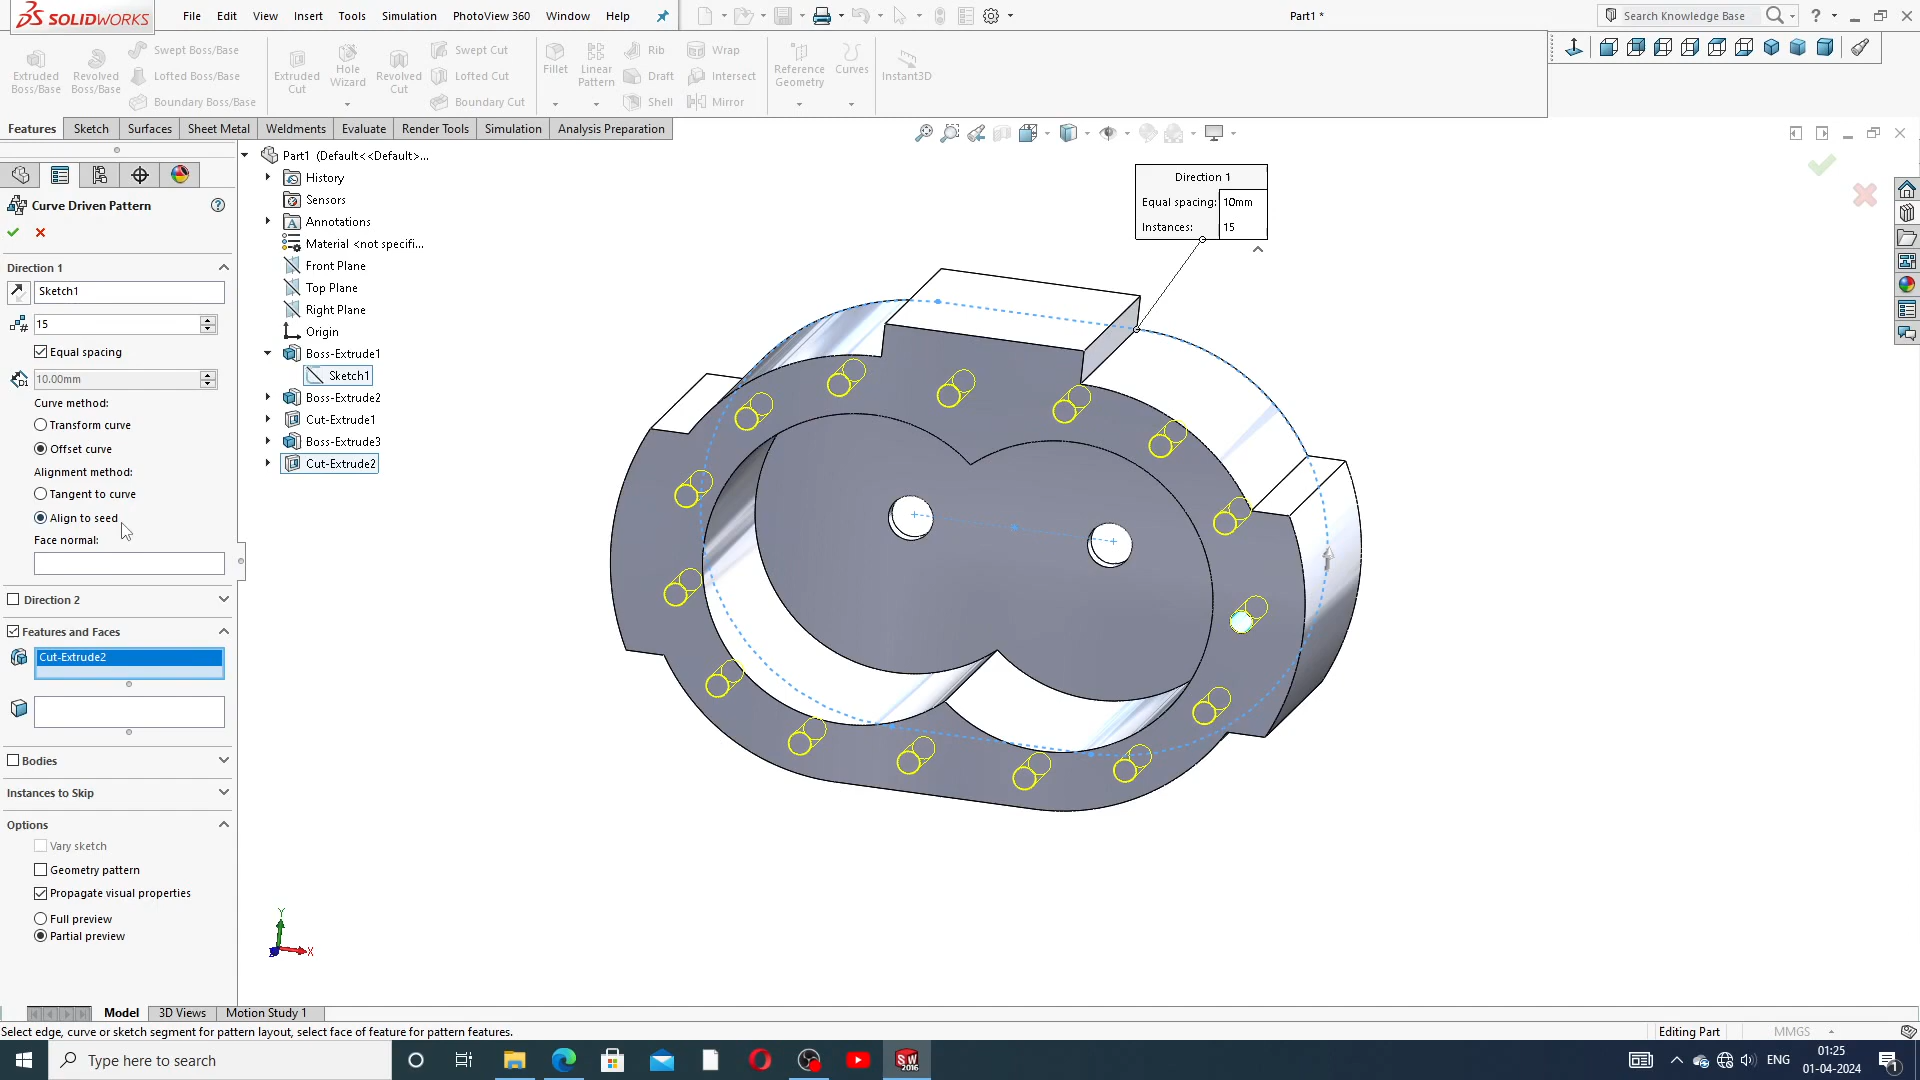 SOLIDWORKS
File Edit View Insert Tools Simulation PhotoView 360 Window Help
Part1 *
Search Knowledge Base
Extruded Boss/Base
Revolved Boss/Base
Swept Boss/Base
Lofted Boss/Base
Boundary Boss/Base
Extruded Cut
Hole Wizard
Revolved Cut
Swept Cut
Lofted Cut
Boundary Cut
Fillet
Linear Pattern
Rib
Draft
Shell
Wrap
Intersect
Mirror
Reference Geometry
Curves
Instant3D
Features Sketch Surfaces Sheet Metal Weldments Evaluate Render Tools Simulation Analysis Preparation
Curve Driven Pattern
Direction 1
Sketch1
15
Equal spacing
10.00mm
Curve method:
Transform curve
Offset curve
Alignment method:
Tangent to curve
Align to seed
Face normal:
Direction 2
Features and Faces
Cut-Extrude2
Bodies
Instances to Skip
Options
Vary sketch
Geometry pattern
Propagate visual properties
Full preview
Partial preview
Part1 (Default<<Default>...
History
Sensors
Annotations
Material <not specifi...
Front Plane
Top Plane
Right Plane
Origin
Boss-Extrude1
Sketch1
Boss-Extrude2
Cut-Extrude1
Boss-Extrude3
Cut-Extrude2
Direction 1
Equal spacing: 10mm
Instances: 15
Y
X
Model 3D Views Motion Study 1
Select edge, curve or sketch segment for pattern layout, select face of feature for pattern features.
Editing Part
MMGS
Type here to search
SW
2016
ENG
01:25
01-04-2024
1